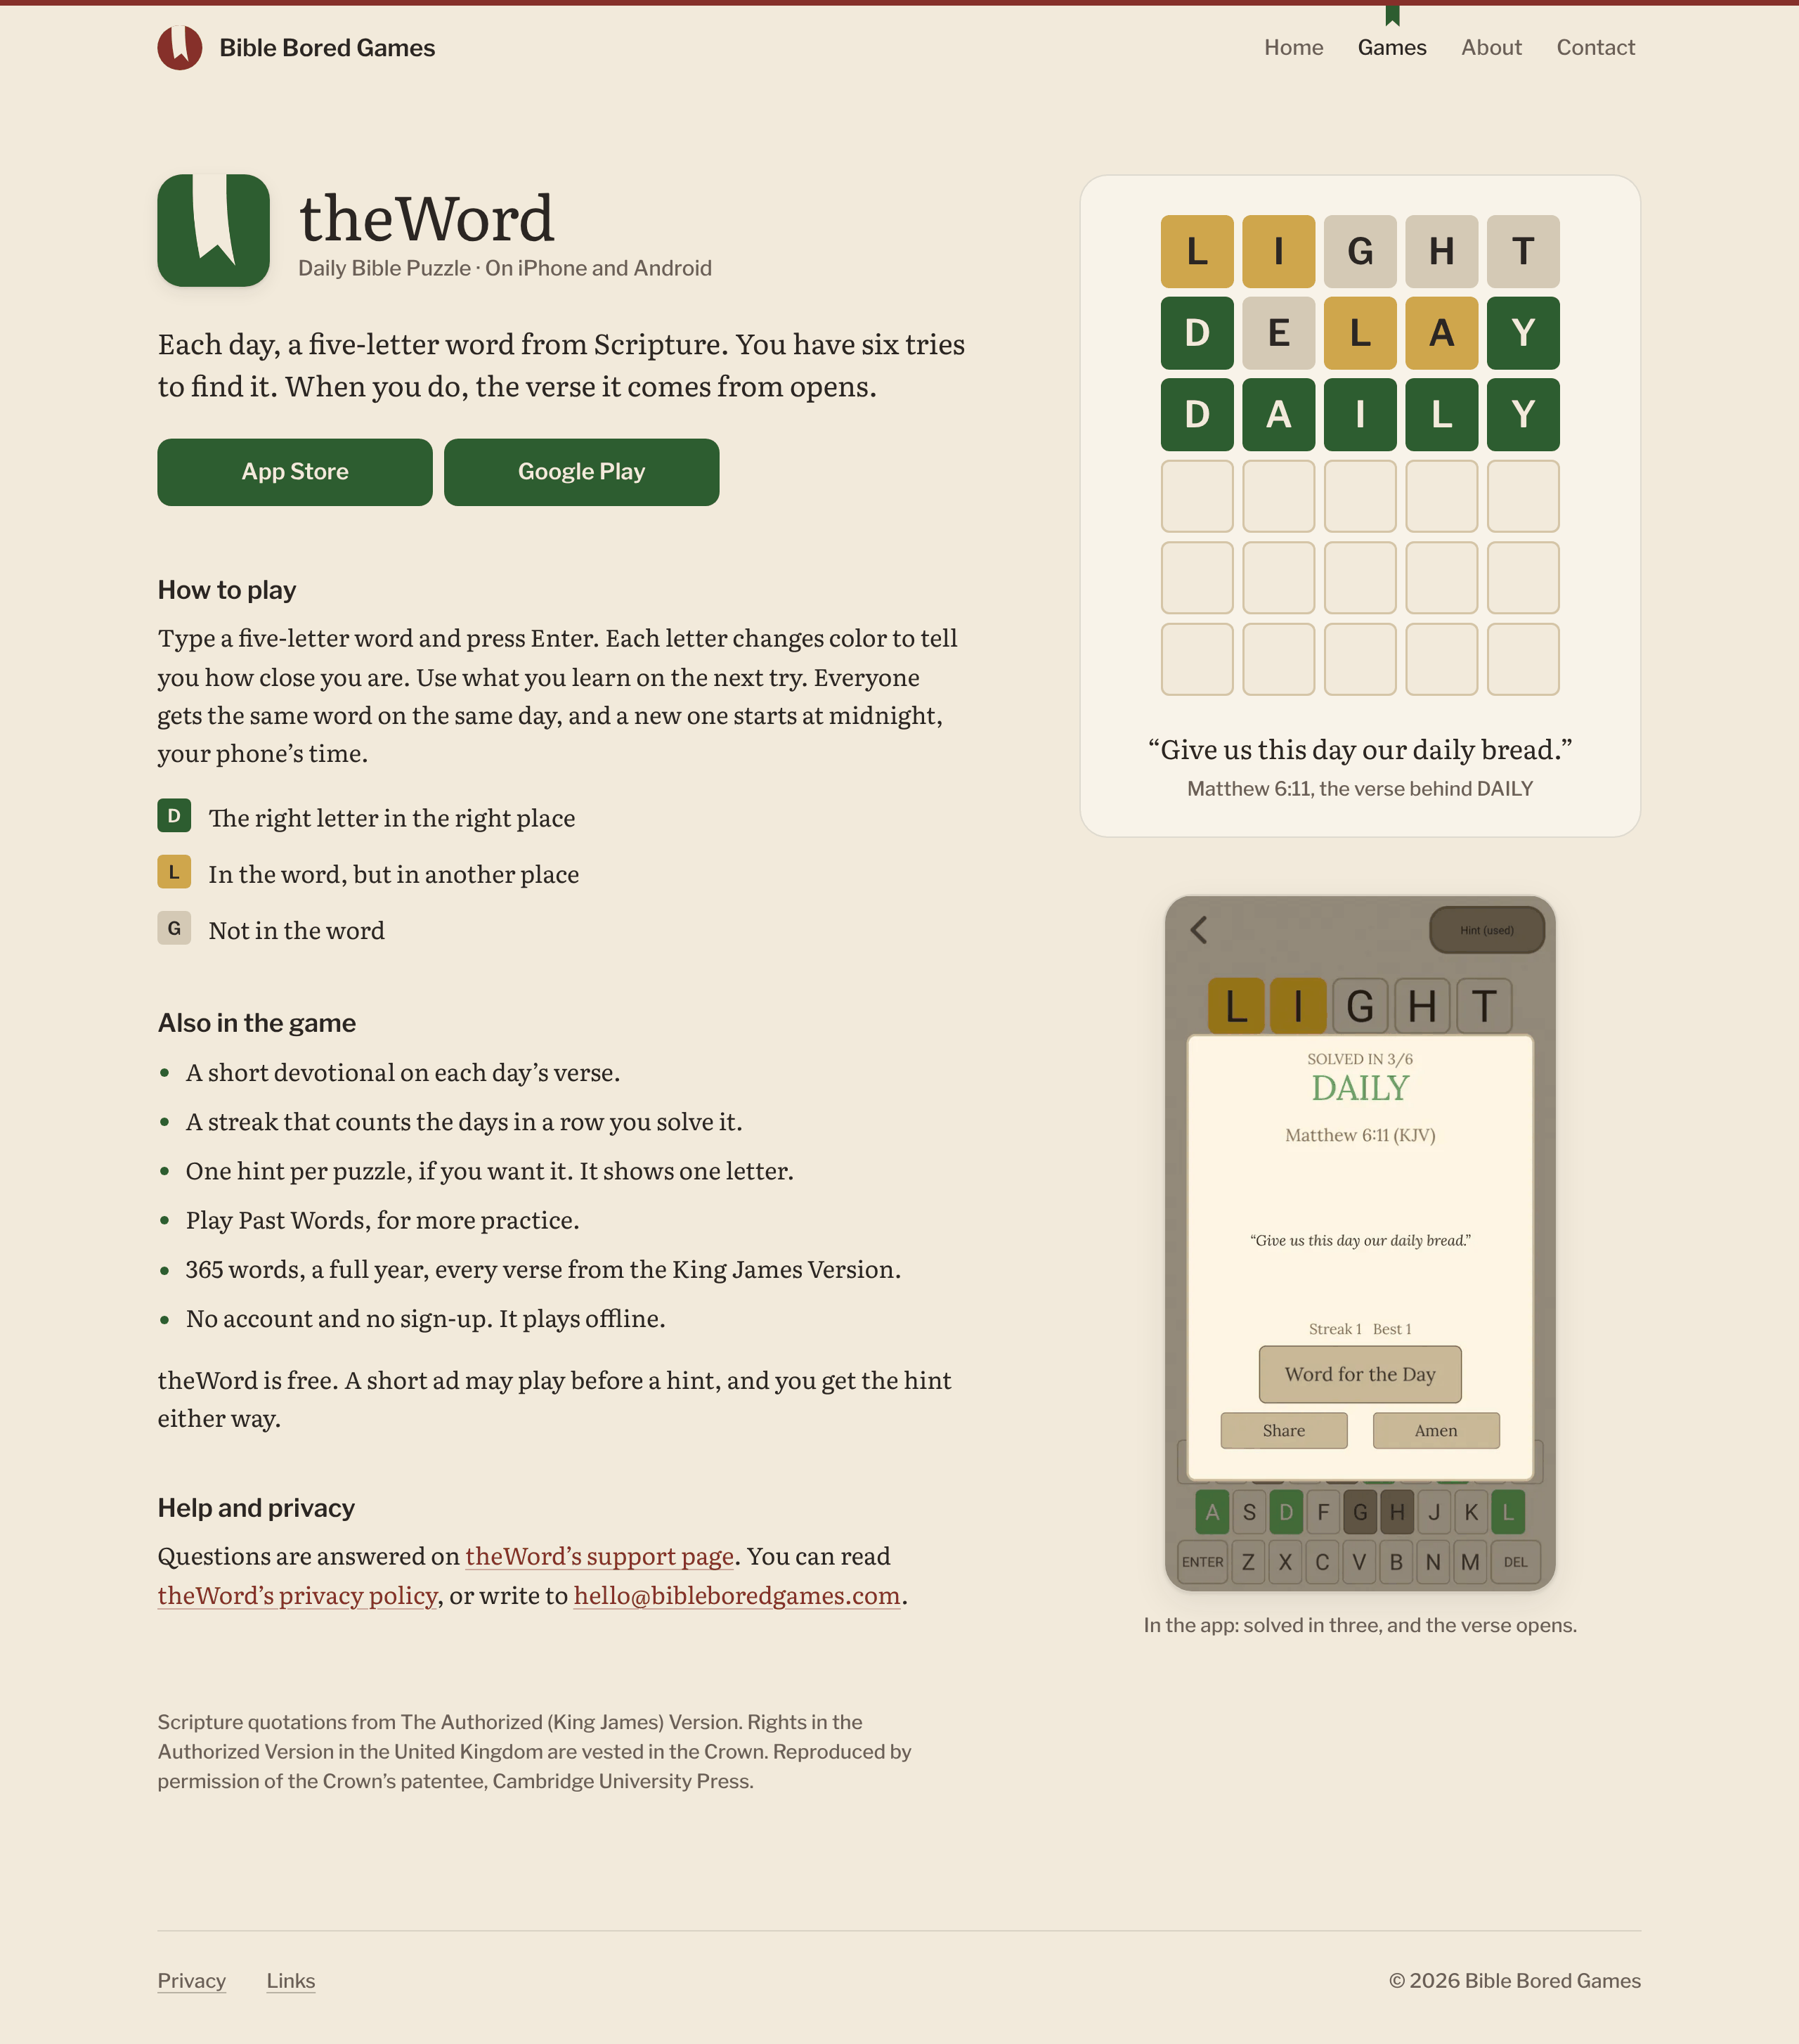 Bible Bored Games
Home Games About Contact
theWord
Daily Bible Puzzle · On iPhone and Android
Each day, a five-letter word from Scripture. You have six tries
to find it. When you do, the verse it comes from opens.
App Store Google Play
How to play
Type a five-letter word and press Enter. Each letter changes color to tell
you how close you are. Use what you learn on the next try. Everyone
gets the same word on the same day, and a new one starts at midnight,
your phone’s time.
D The right letter in the right place
L In the word, but in another place
G Not in the word
Also in the game
• A short devotional on each day’s verse.
• A streak that counts the days in a row you solve it.
• One hint per puzzle, if you want it. It shows one letter.
• Play Past Words, for more practice.
• 365 words, a full year, every verse from the King James Version.
• No account and no sign-up. It plays offline.
theWord is free. A short ad may play before a hint, and you get the hint
either way.
Help and privacy
Questions are answered on theWord’s support page. You can read
theWord’s privacy policy, or write to hello@bibleboredgames.com.
Scripture quotations from The Authorized (King James) Version. Rights in the
Authorized Version in the United Kingdom are vested in the Crown. Reproduced by
permission of the Crown’s patentee, Cambridge University Press.
L I G H T
D E L A Y
D A I L Y
“Give us this day our daily bread.”
Matthew 6:11, the verse behind DAILY
Hint (used)
L I G H T
SOLVED IN 3/6
DAILY
Matthew 6:11 (KJV)
“Give us this day our daily bread.”
Streak 1 Best 1
Word for the Day
Share Amen
A S D F G H J K L
ENTER Z X C V B N M DEL
In the app: solved in three, and the verse opens.
Privacy Links
© 2026 Bible Bored Games